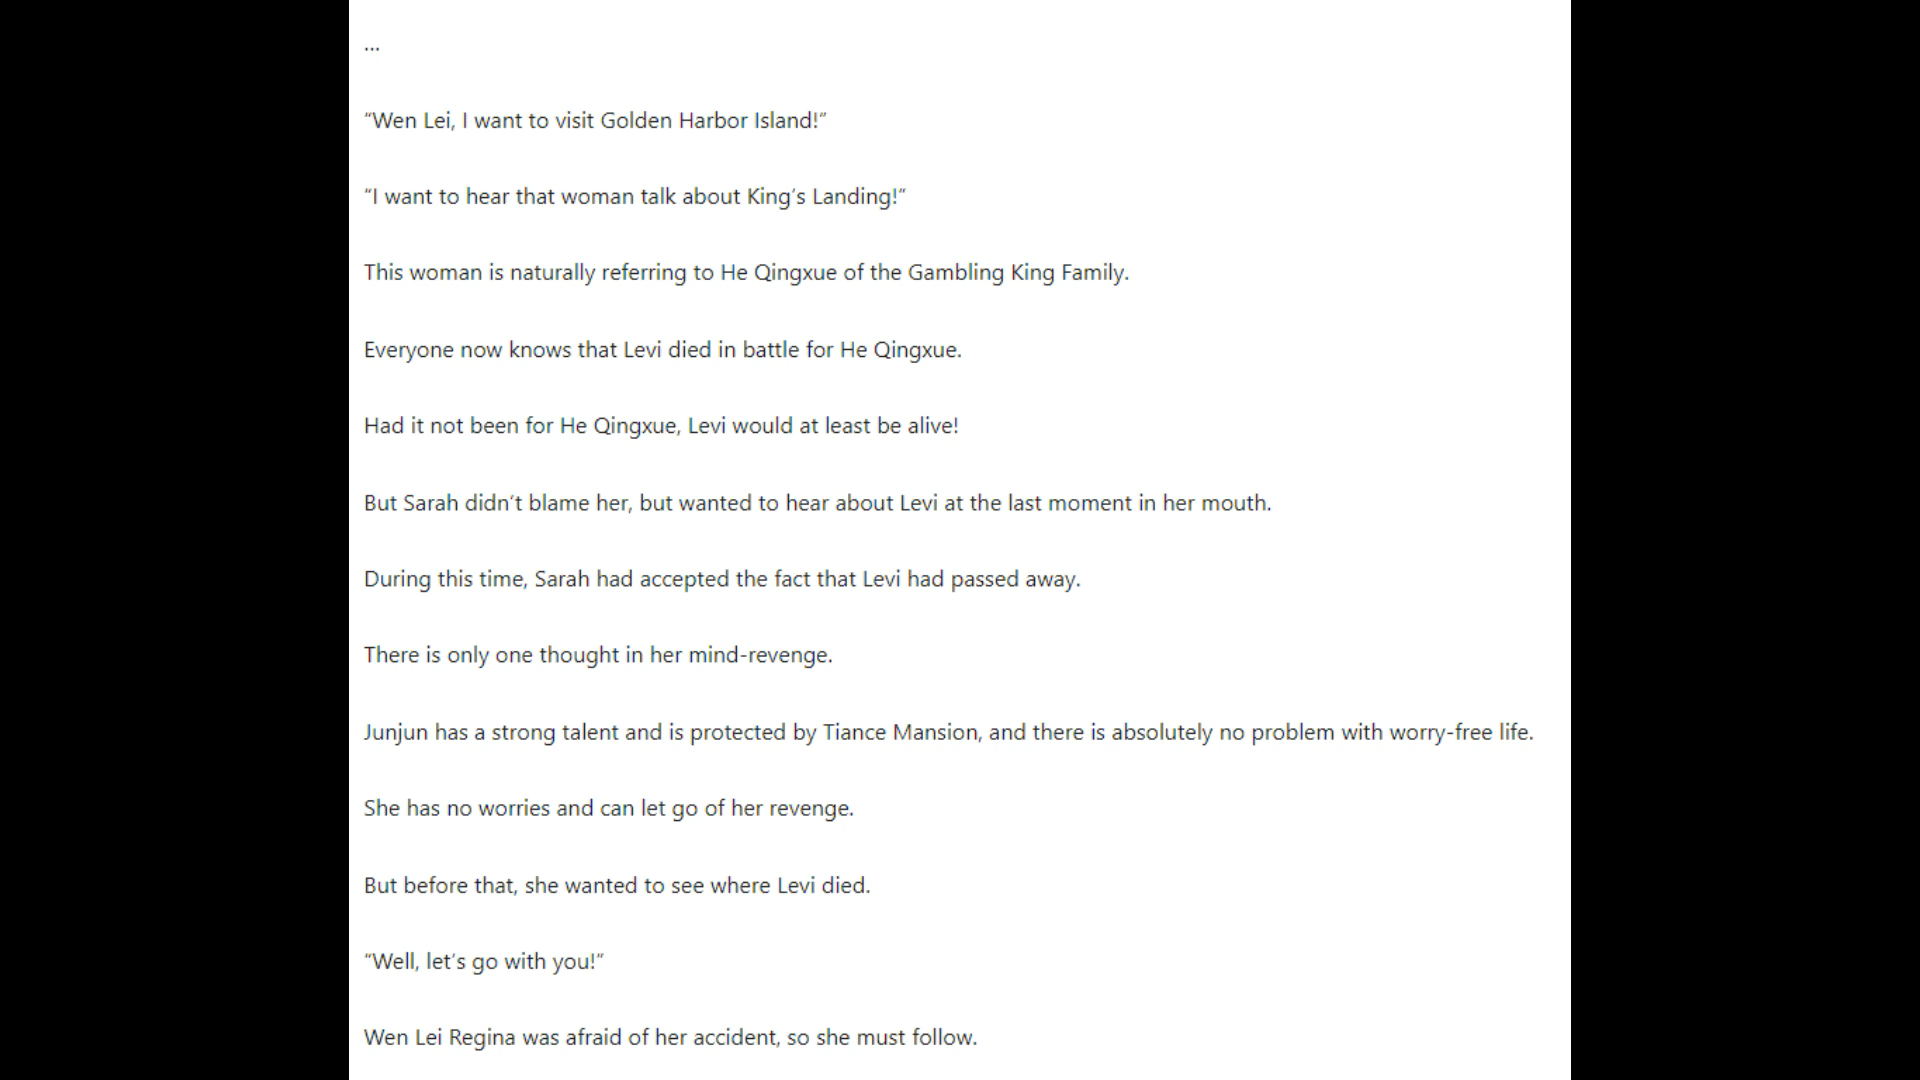 ...
“Wen Lei, I want to visit Golden Harbor Island!”
“I want to hear that woman talk about King’s Landing!”
This woman is naturally referring to He Qingxue of the Gambling King Family.
Everyone now knows that Levi died in battle for He Qingxue.
Had it not been for He Qingxue, Levi would at least be alive!
But Sarah didn’t blame her, but wanted to hear about Levi at the last moment in her mouth.
During this time, Sarah had accepted the fact that Levi had passed away.
There is only one thought in her mind-revenge.
Junjun has a strong talent and is protected by Tiance Mansion, and there is absolutely no problem with worry-free life.
She has no worries and can let go of her revenge.
But before that, she wanted to see where Levi died.
“Well, let’s go with you!”
Wen Lei Regina was afraid of her accident, so she must follow.